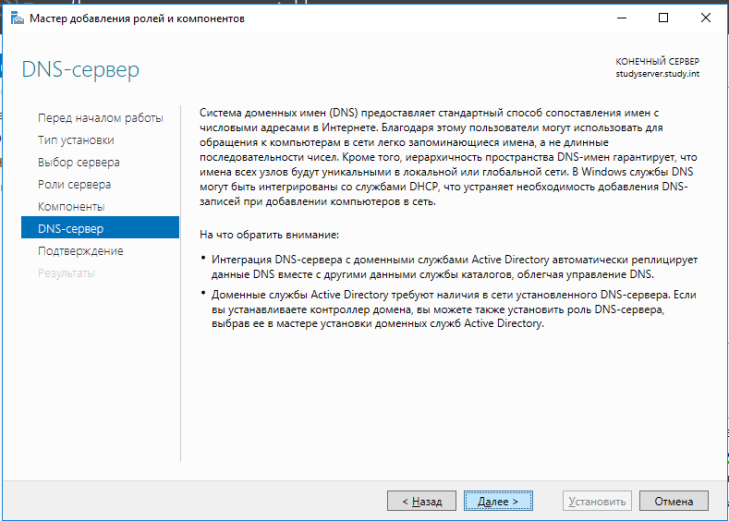 Мастер добавления ролей и компонентов
DNS-сервер
КОНЕЧНЫЙ СЕРВЕР
studyserver.study.int
Перед началом работы
Тип установки
Выбор сервера
Роли сервера
Компоненты
DNS-сервер
Подтверждение
Результаты
Система доменных имен (DNS) предоставляет стандартный способ сопоставления имен с
числовыми адресами в Интернете. Благодаря этому пользователи могут использовать для
обращения к компьютерам в сети легко запоминающиеся имена, а не длинные
последовательности чисел. Кроме того, иерархичность пространства DNS-имен гарантирует, что
имена всех узлов будут уникальными в локальной или глобальной сети. В Windows службы DNS
могут быть интегрированы со службами DHCP, что устраняет необходимость добавления DNS-
записей при добавлении компьютеров в сеть.
На что обратить внимание:
• Интеграция DNS-сервера с доменными службами Active Directory автоматически реплицирует
данные DNS вместе с другими данными службы каталогов, облегчая управление DNS.
• Доменные службы Active Directory требуют наличия в сети установленного DNS-сервера. Если
вы устанавливаете контроллер домена, вы можете также установить роль DNS-сервера,
выбрав ее в мастере установки доменных служб Active Directory.
< Назад
Далее >
Установить
Отмена